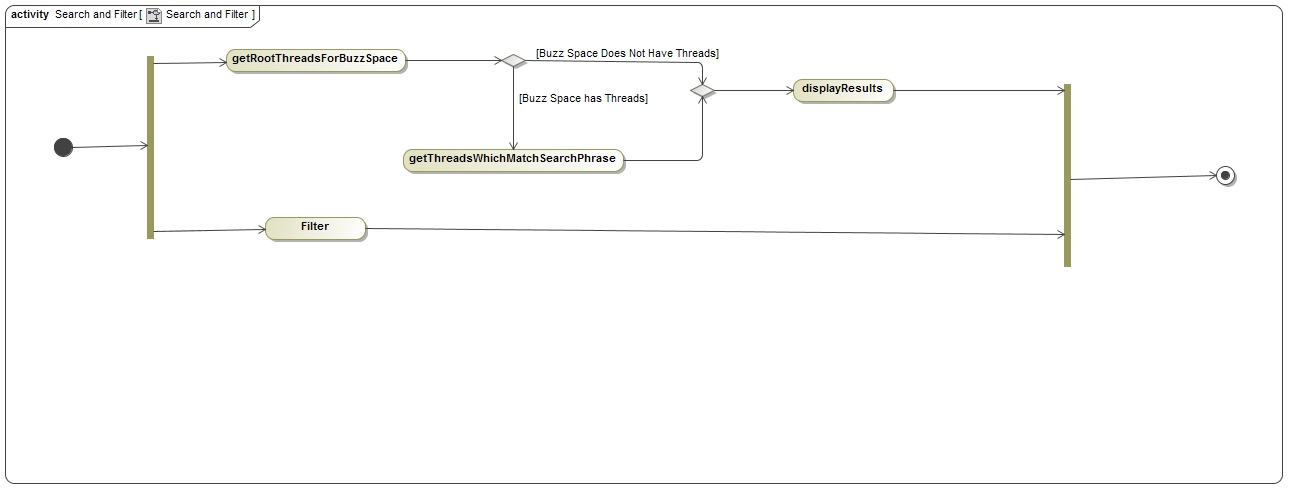 activity Search and Filter [ Search and Filter ]
[Buzz Space Does Not Have Threads]
getRootThreadsForBuzzSpace
displayResults
[Buzz Space has Threads]
getThreadsWhichMatchSearchPhrase
Filter